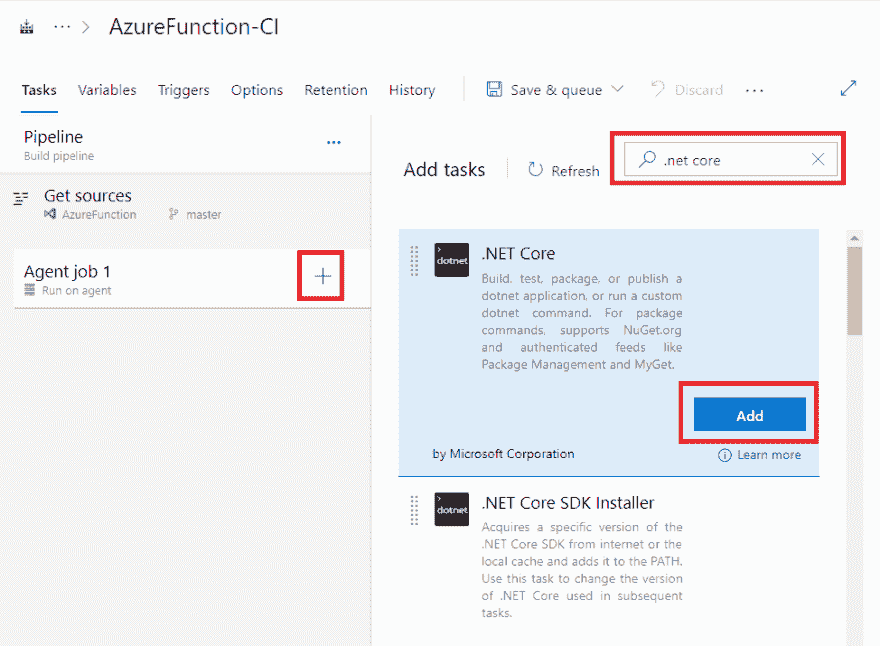 ... > AzureFunction-CI
Tasks Variables Triggers Options Retention History Save & queue Discard ...
Pipeline ...
Build pipeline
Get sources
AzureFunction master
Agent job 1 +
Run on agent
Add tasks Refresh .net core
dotnet
.NET Core
Build, test, package, or publish a
dotnet application, or run a custom
dotnet command. For package
commands, supports NuGet.org
and authenticated feeds like
Package Management and MyGet.
Add
by Microsoft Corporation Learn more
dotnet
.NET Core SDK Installer
Acquires a specific version of the
.NET Core SDK from internet or the
local cache and adds it to the PATH.
Use this task to change the version
of .NET Core used in subsequent
tasks.